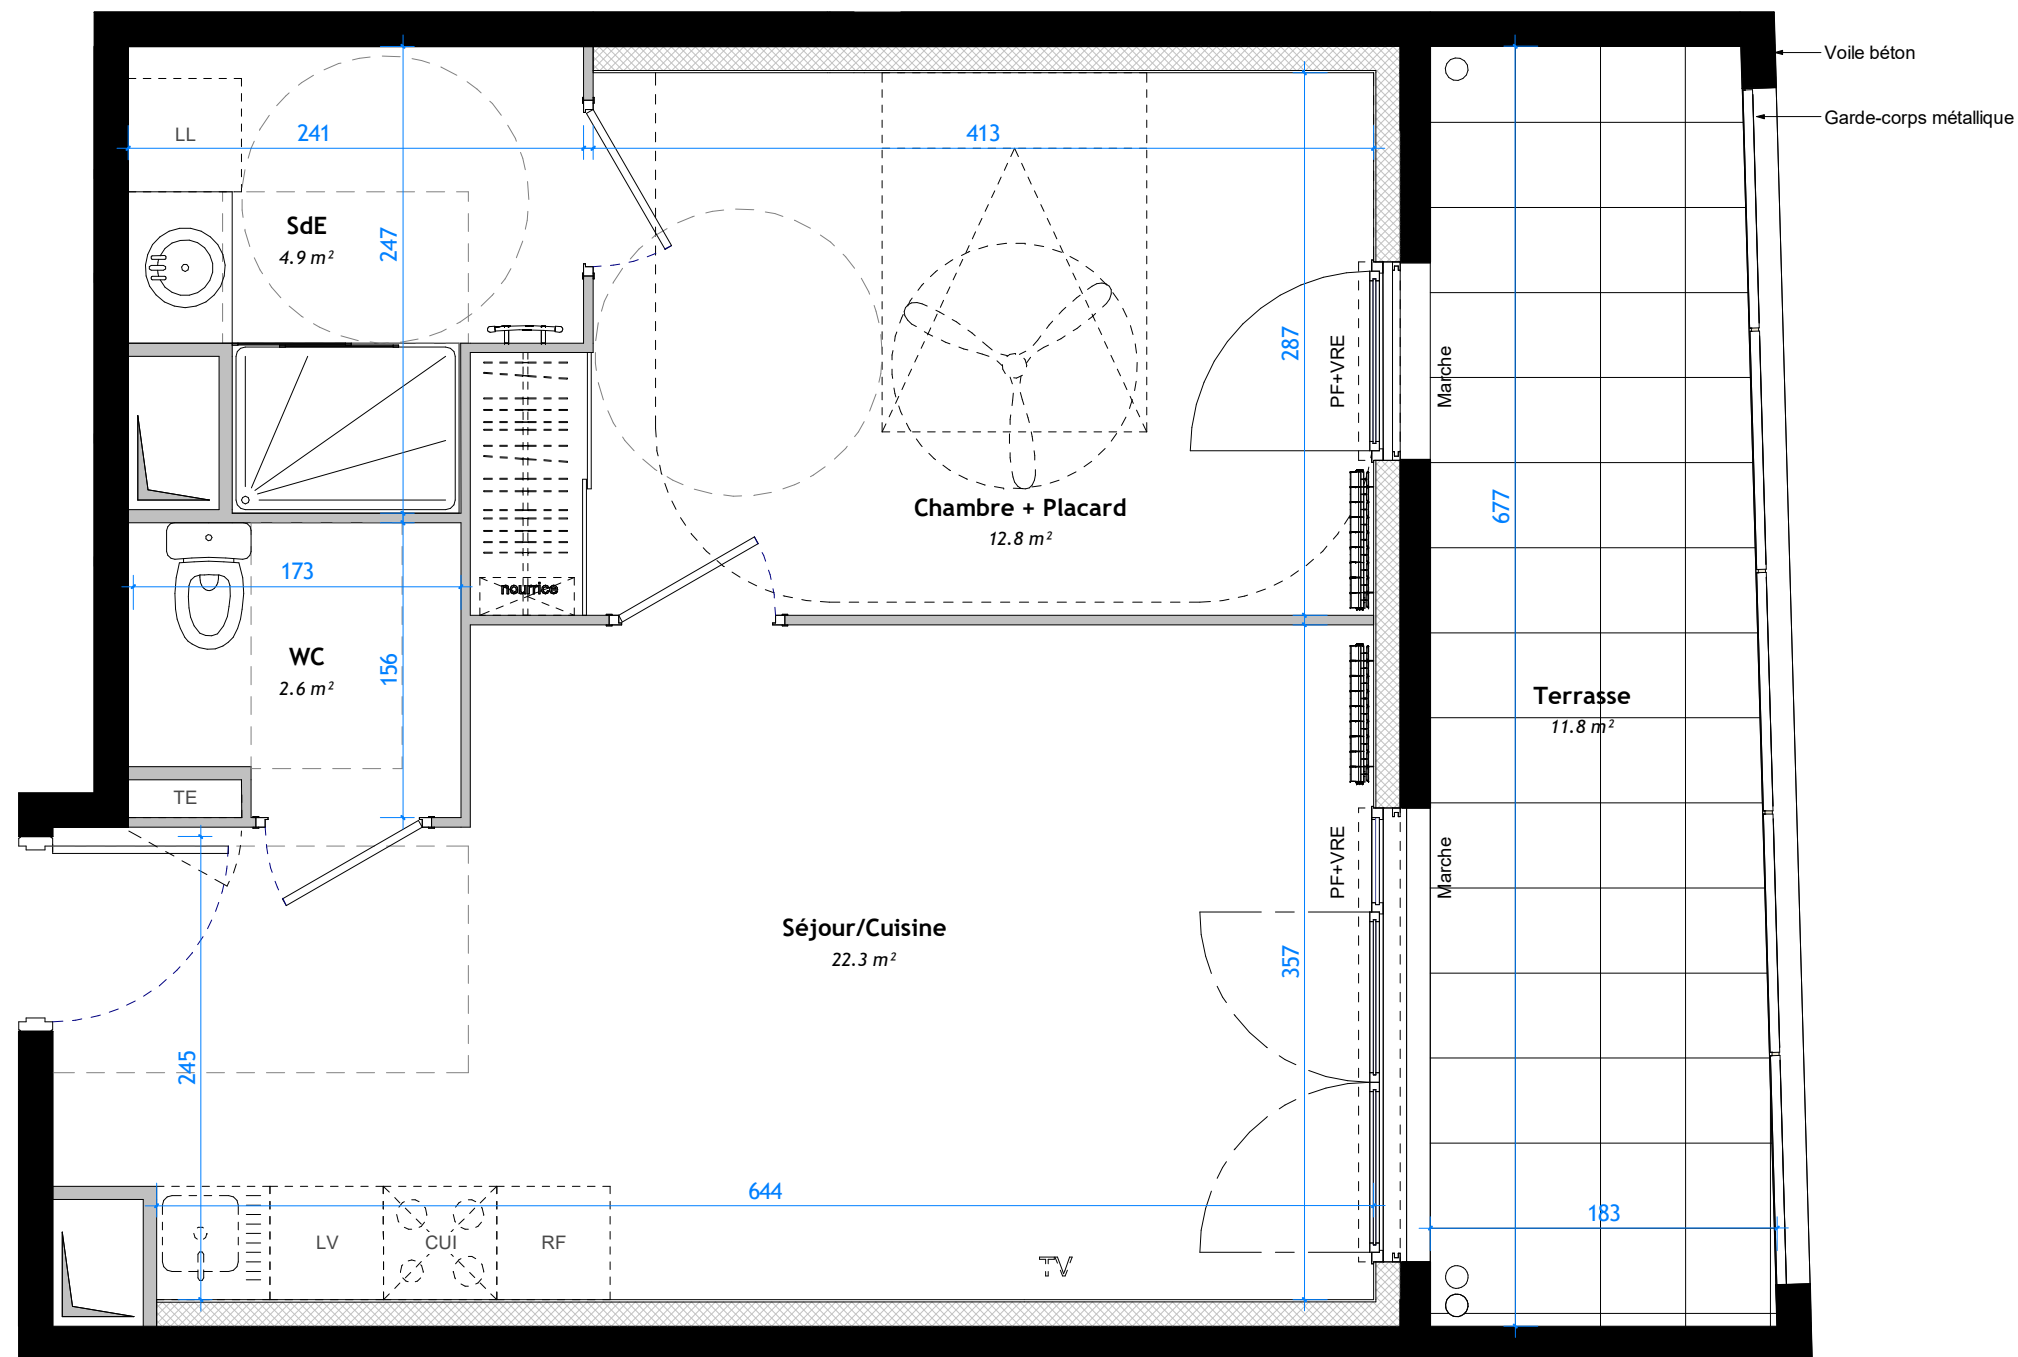 Voile béton
Garde-corps métallique
LL
241
413
SdE
4.9 m²
247
287
PF+VRE
Marche
Chambre + Placard
12.8 m²
677
173
nourrice
WC
2.6 m²
156
Terrasse
11.8 m²
TE
PF+VRE
Marche
Séjour/Cuisine
22.3 m²
357
245
644
183
LV
CUI
RF
TV